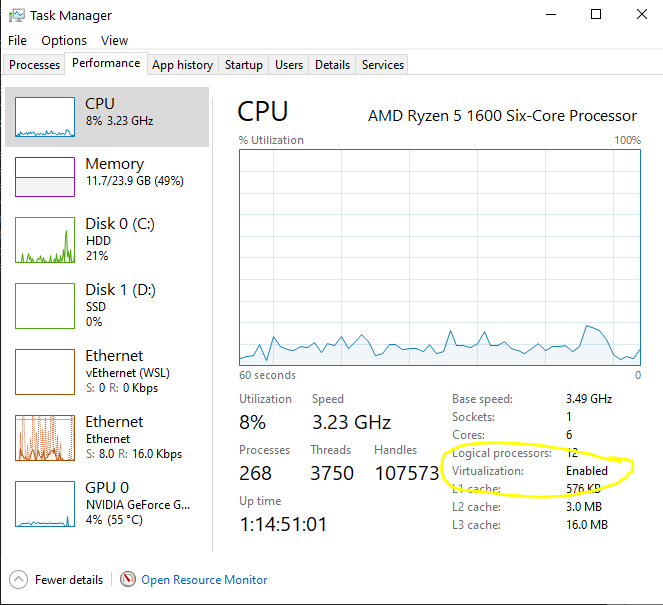 Task Manager
File Options View
Processes Performance App history Startup Users Details Services
CPU
8% 3.23 GHz
Memory
11.7/23.9 GB (49%)
Disk 0 (C:)
HDD
21%
Disk 1 (D:)
SSD
0%
Ethernet
vEthernet (WSL)
S: 0 R: 0 Kbps
Ethernet
Ethernet
S: 8.0 R: 16.0 Kbps
GPU 0
NVIDIA GeForce G...
4% (55 °C)
CPU AMD Ryzen 5 1600 Six-Core Processor
% Utilization 100%
60 seconds 0
Utilization Speed
8% 3.23 GHz
Processes Threads Handles
268 3750 107573
Up time
1:14:51:01
Base speed: 3.49 GHz
Sockets: 1
Cores: 6
Logical processors: 12
Virtualization: Enabled
L1 cache: 576 KB
L2 cache: 3.0 MB
L3 cache: 16.0 MB
Fewer details Open Resource Monitor